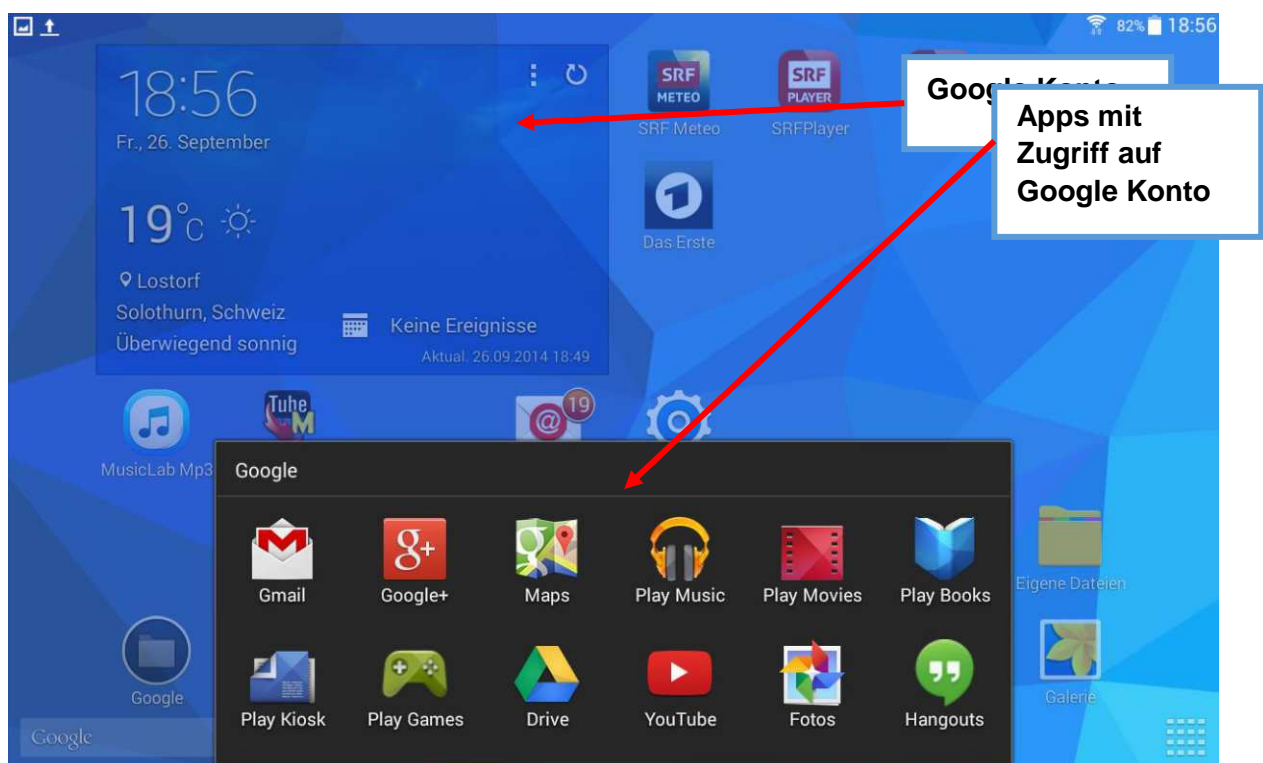 82% 18:56
18:56
Fr., 26. September
19°C
Lostorf
Solothurn, Schweiz
Überwiegend sonnig
Keine Ereignisse
Aktual. 26.09.2014 18:49
SRF
METEO
SRF Meteo
SRF
PLAYER
SRFPlayer
Google Konto
Apps mit
Zugriff auf
Google Konto
1
Das Erste
MusicLab Mp3
Tube
M
@ 19
Google
Gmail
g+
Google+
g
Maps
Play Music
Play Movies
Play Books
Play Kiosk
Play Games
Drive
YouTube
Fotos
Hangouts
Eigene Dateien
Galerie
Google
Google